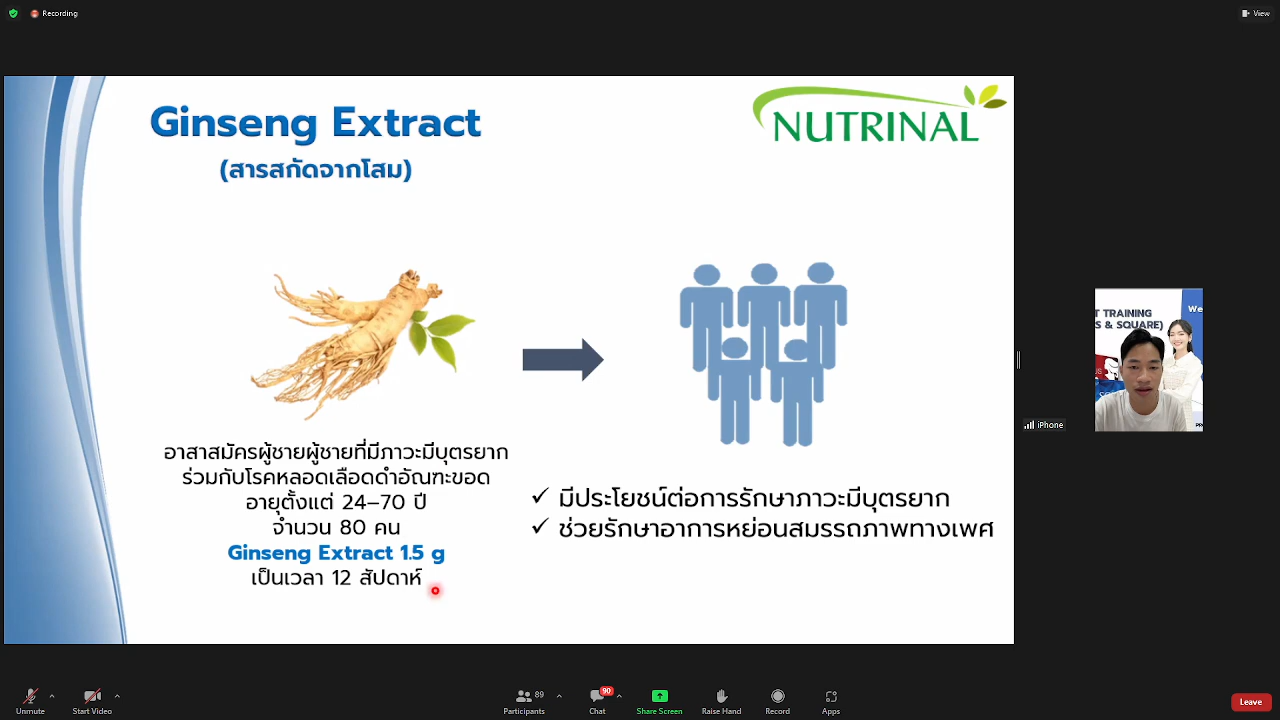 Recording
View
Ginseng Extract
(สารสกัดจากโสม)
NUTRINAL
อาสาสมัครผู้ชายผู้ชายที่มีภาวะมีบุตรยาก
ร่วมกับโรคหลอดเลือดดำอัณฑะขอด
อายุตั้งแต่ 24–70 ปี
จำนวน 80 คน
Ginseng Extract 1.5 g
เป็นเวลา 12 สัปดาห์
✓ มีประโยชน์ต่อการรักษาภาวะมีบุตรยาก
✓ ช่วยรักษาอาการหย่อนสมรรถภาพทางเพศ
T TRAINING
S & SQUARE)
We
iPhone
Unmute
Start Video
Participants
89
Chat
90
Share Screen
Raise Hand
Record
Apps
Leave